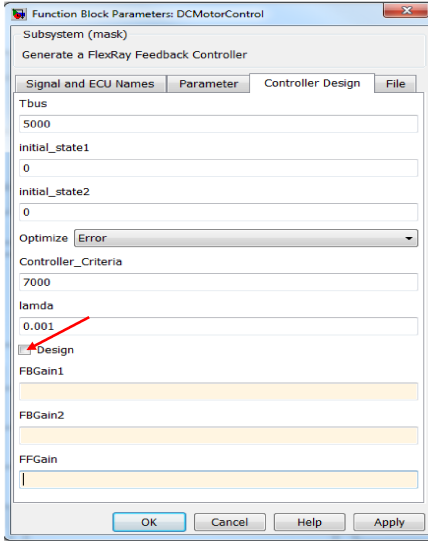 Function Block Parameters: DCMotorControl
Subsystem (mask)
Generate a FlexRay Feedback Controller
Signal and ECU Names Parameter Controller Design File
Tbus
5000
initial_state1
0
initial_state2
0
Optimize Error
Controller_Criteria
7000
lamda
0.001
Design
FBGain1
FBGain2
FFGain
OK Cancel Help Apply